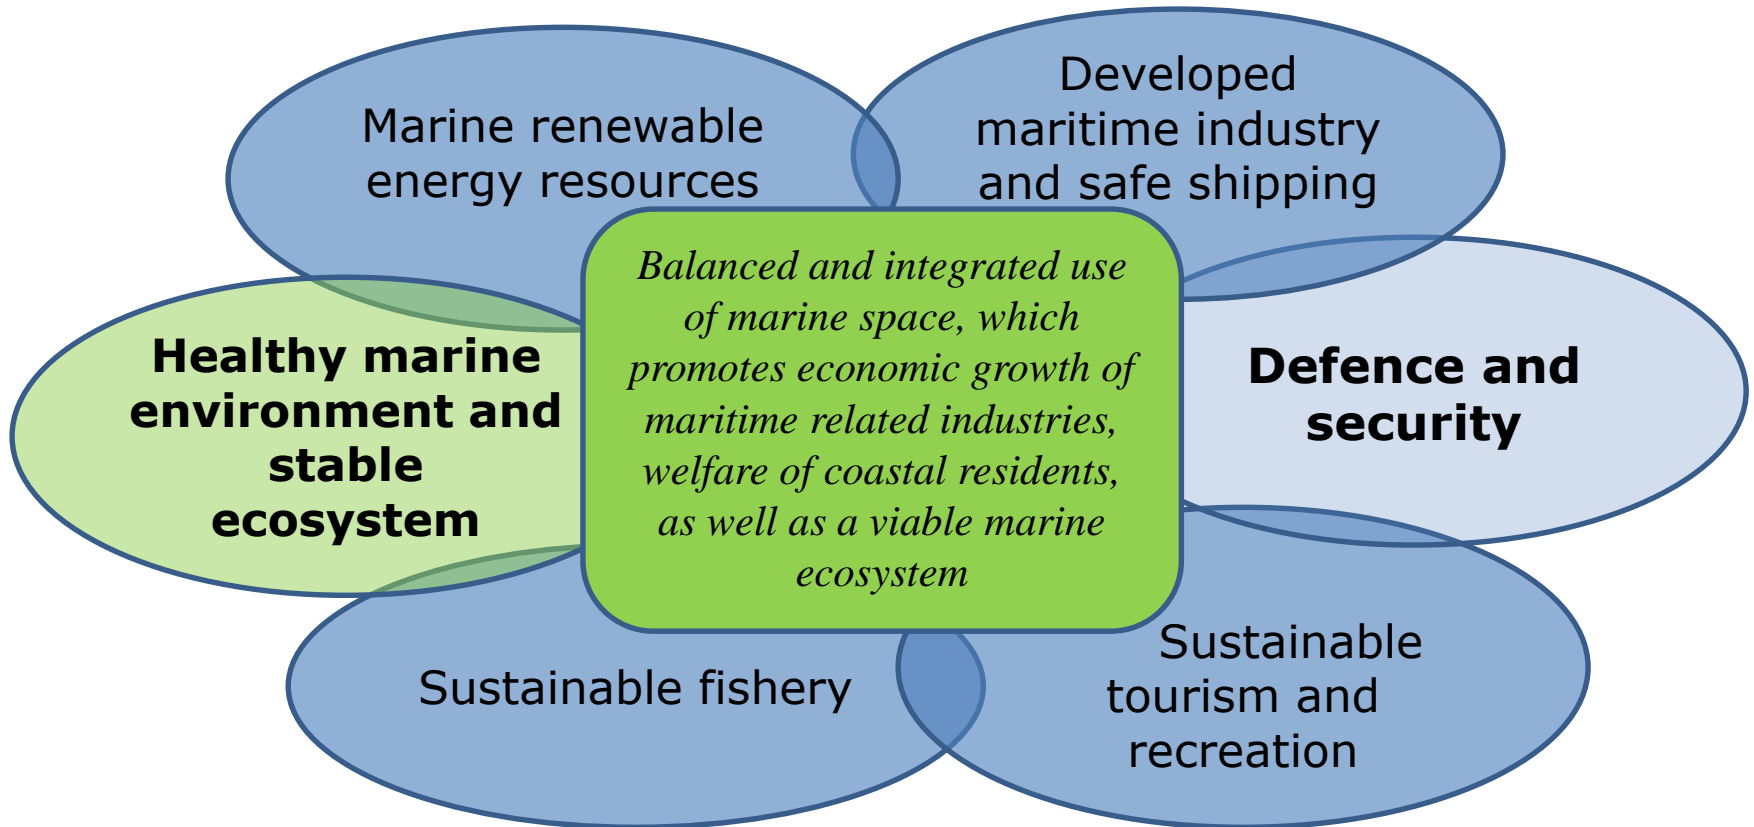 Marine renewable
energy resources
Developed
maritime industry
and safe shipping
Healthy marine
environment and
stable
ecosystem
Balanced and integrated use
of marine space, which
promotes economic growth of
maritime related industries,
welfare of coastal residents,
as well as a viable marine
ecosystem
Defence and
security
Sustainable fishery
Sustainable
tourism and
recreation